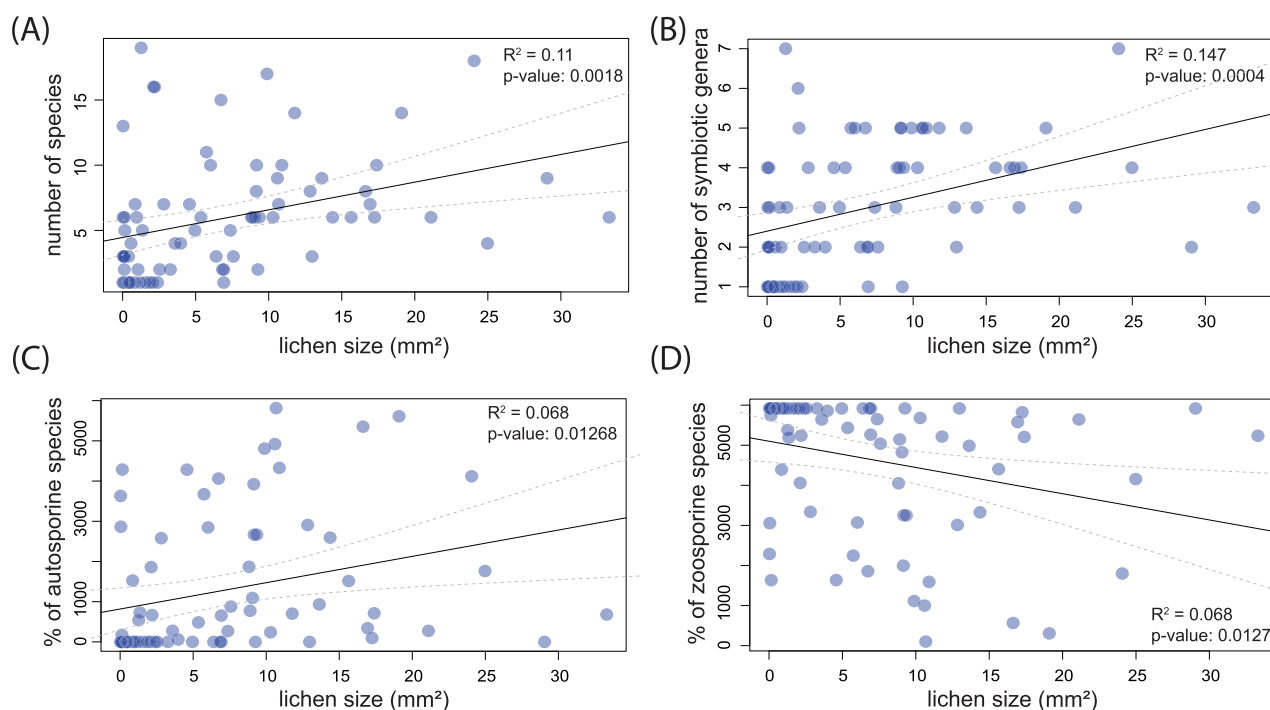 (A)
number of species
15
10
5
R² = 0.11
p-value: 0.0018
0 5 10 15 20 25 30
lichen size (mm²)
(B)
number of symbiotic genera
7
6
5
4
3
2
1
R² = 0.147
p-value: 0.0004
0 5 10 15 20 25 30
lichen size (mm²)
(C)
% of autosporine species
5000
3000
1000
0
R² = 0.068
p-value: 0.01268
0 5 10 15 20 25 30
lichen size (mm²)
(D)
% of zoosporine species
5000
3000
1000
0
R² = 0.068
p-value: 0.0127
0 5 10 15 20 25 30
lichen size (mm²)